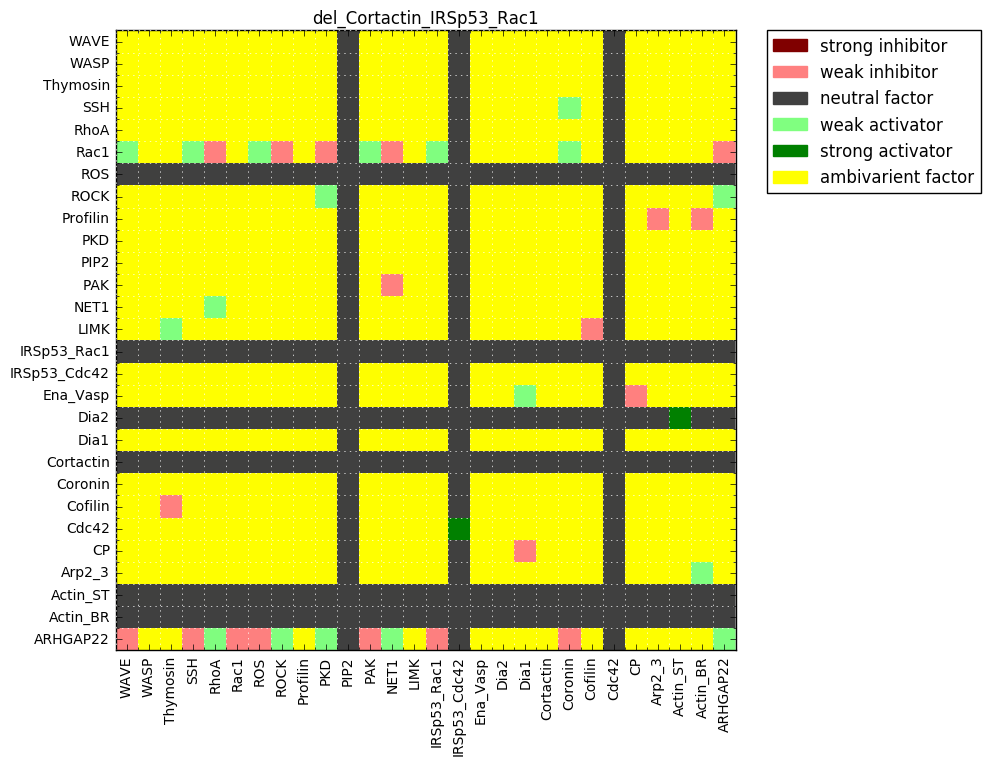 del_Cortactin_IRSp53_Rac1
WAVE
WASP
Thymosin
SSH
RhoA
Rac1
ROS
ROCK
Profilin
PKD
PIP2
PAK
NET1
LIMK
IRSp53_Rac1
IRSp53_Cdc42
Ena_Vasp
Dia2
Dia1
Cortactin
Coronin
Cofilin
Cdc42
CP
Arp2_3
Actin_ST
Actin_BR
ARHGAP22
WAVE
WASP
Thymosin
SSH
RhoA
Rac1
ROS
ROCK
Profilin
PKD
PIP2
PAK
NET1
LIMK
IRSp53_Rac1
IRSp53_Cdc42
Ena_Vasp
Dia2
Dia1
Cortactin
Coronin
Cofilin
Cdc42
CP
Arp2_3
Actin_ST
Actin_BR
ARHGAP22
strong inhibitor
weak inhibitor
neutral factor
weak activator
strong activator
ambivarient factor